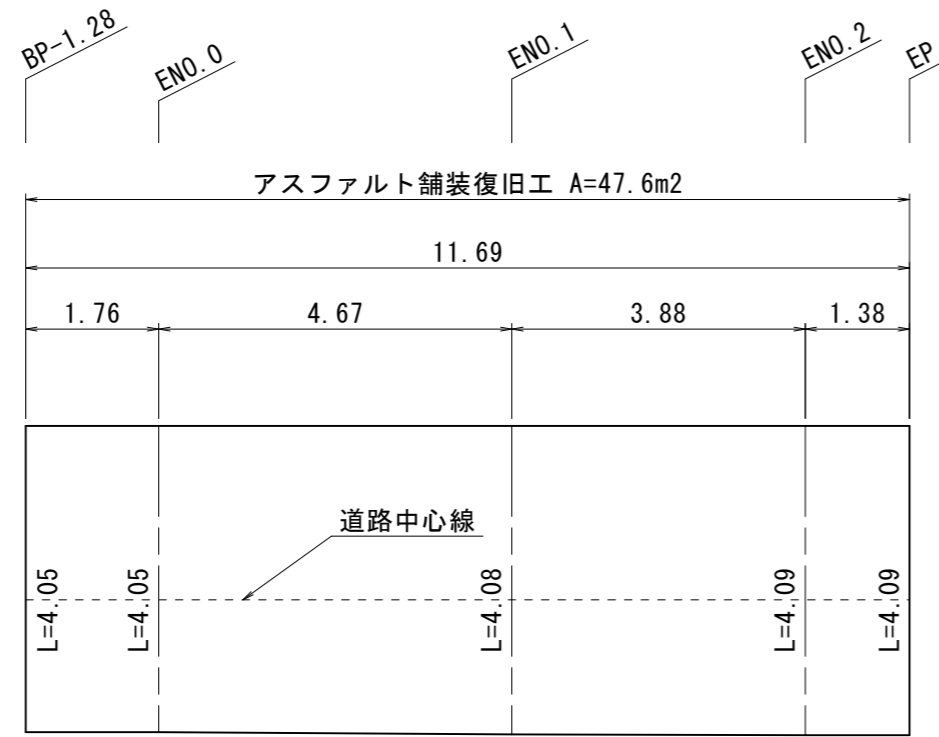 BP-1.28
ENO.0
ENO.1
ENO.2
EP
アスファルト舗装復旧工 A=47.6m2
11.69
1.76
4.67
3.88
1.38
道路中心線
L=4.05
L=4.05
L=4.08
L=4.09
L=4.09